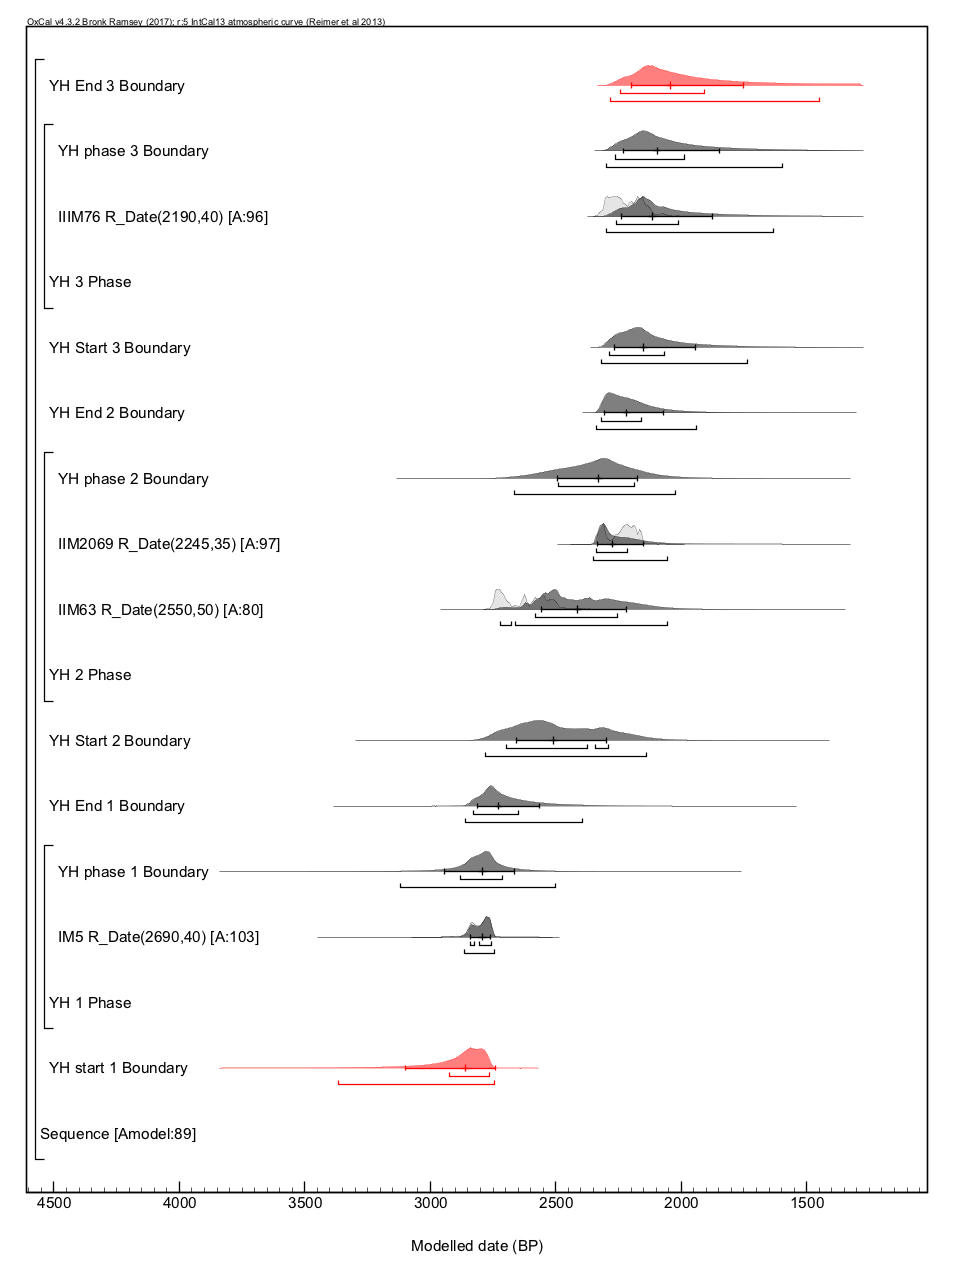 OxCal v4.3.2 Bronk Ramsey (2017); r:5 IntCal13 atmospheric curve (Reimer et al 2013)
YH End 3 Boundary
YH phase 3 Boundary
IIIM76 R_Date(2190,40) [A:96]
YH 3 Phase
YH Start 3 Boundary
YH End 2 Boundary
YH phase 2 Boundary
IIM2069 R_Date(2245,35) [A:97]
IIM63 R_Date(2550,50) [A:80]
YH 2 Phase
YH Start 2 Boundary
YH End 1 Boundary
YH phase 1 Boundary
IM5 R_Date(2690,40) [A:103]
YH 1 Phase
YH start 1 Boundary
Sequence [Amodel:89]
4500 4000 3500 3000 2500 2000 1500
Modelled date (BP)